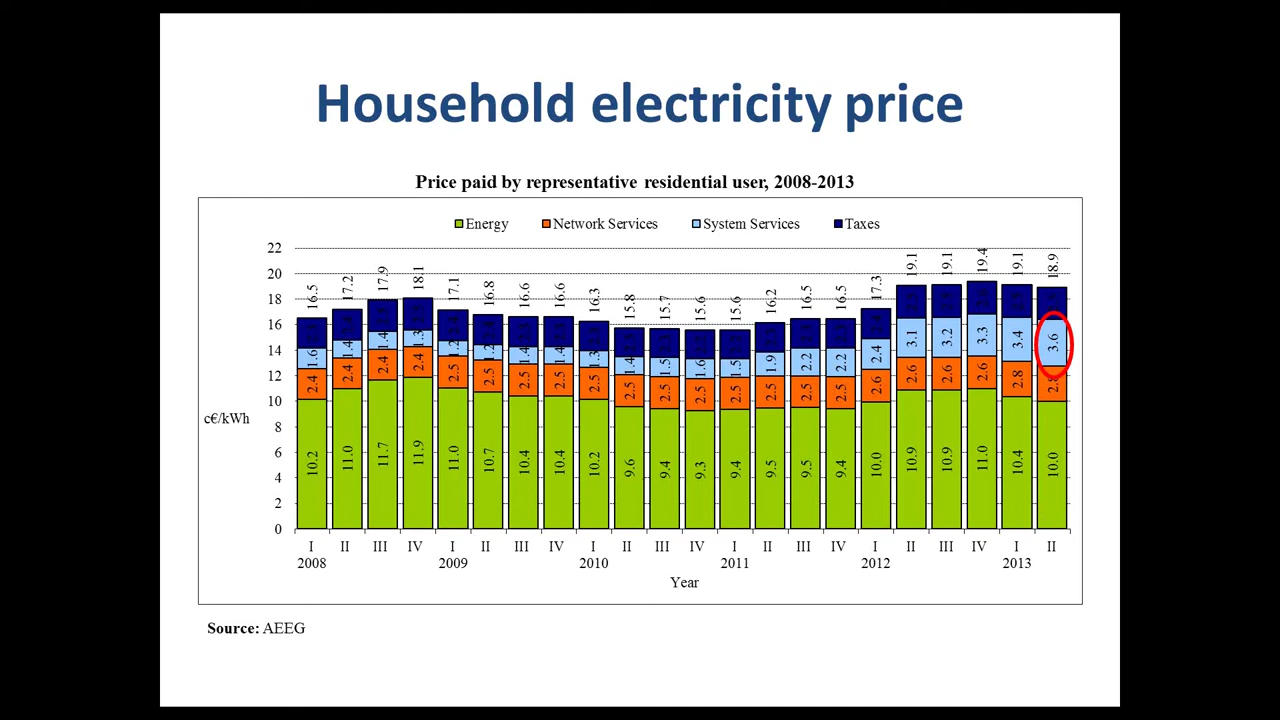 Household electricity price
Price paid by representative residential user, 2008-2013
Energy Network Services System Services Taxes
22
20
18
16
14
12
10
8
6
4
2
0
c€/kWh
16.5 17.2 17.9 18.1 17.1 16.8 16.6 16.6 16.3 15.8 15.7 15.6 15.6 16.2 16.5 16.5 17.3 19.1 19.1 19.4 19.1 18.9
1.6 1.4 1.4 1.3 1.2 1.2 1.4 1.4 1.3 1.4 1.5 1.6 1.5 1.9 2.2 2.2 2.4 3.1 3.2 3.3 3.4 3.6
2.4 2.4 2.4 2.4 2.5 2.5 2.5 2.5 2.5 2.5 2.5 2.5 2.5 2.5 2.5 2.5 2.6 2.6 2.6 2.6 2.8
10.2 11.0 11.7 11.9 11.0 10.7 10.4 10.4 10.2 9.6 9.4 9.3 9.4 9.5 9.5 9.4 10.0 10.9 10.9 11.0 10.4 10.0
I II III IV I II III IV I II III IV I II III IV I II III IV I II
2008 2009 2010 2011 2012 2013
Year
Source: AEEG